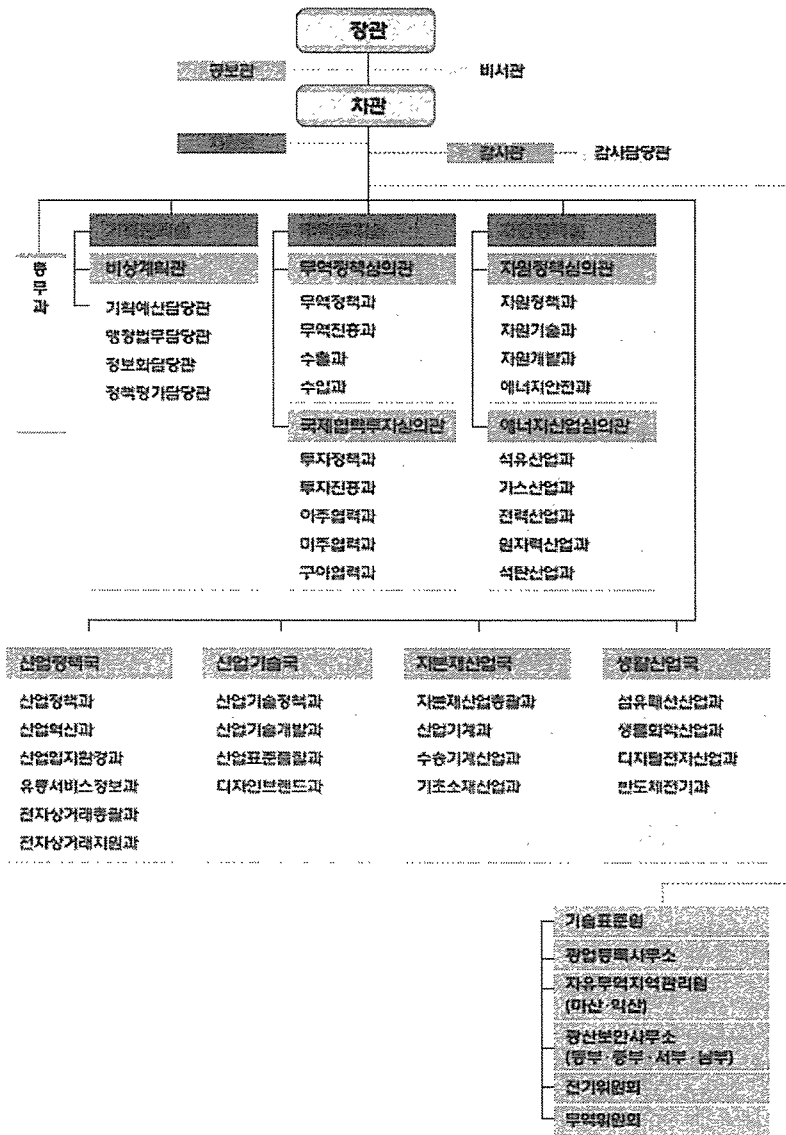 장관
공보관
비서관
차관
감사관
감사담당관
총무과
비상계획관
기획예산담당관
행정법무담당관
정보화담당관
정책평가담당관
무역정책심의관
무역정책과
무역진흥과
수출과
수입과
국제협력투자심의관
투자정책과
투자진흥과
아주협력과
미주협력과
구아협력과
자원정책심의관
자원정책과
자원기술과
자원개발과
에너지안전과
에너지산업심의관
석유산업과
가스산업과
전력산업과
원자력산업과
석탄산업과
산업정책국
산업정책과
산업혁신과
산업입지환경과
유통서비스정보과
전자상거래총괄과
전자상거래지원과
산업기술국
산업기술정책과
산업기술개발과
산업표준품질과
디자인브랜드과
자본재산업국
자본재산업총괄과
산업기계과
수송기계산업과
기초소재산업과
생활산업국
섬유패션산업과
생물화학산업과
디지털전자산업과
반도체전기과
기술표준원
광업등록사무소
자유무역지역관리원
(마산·익산)
광산보안사무소
(동부·중부·서부·남부)
전기위원회
무역위원회